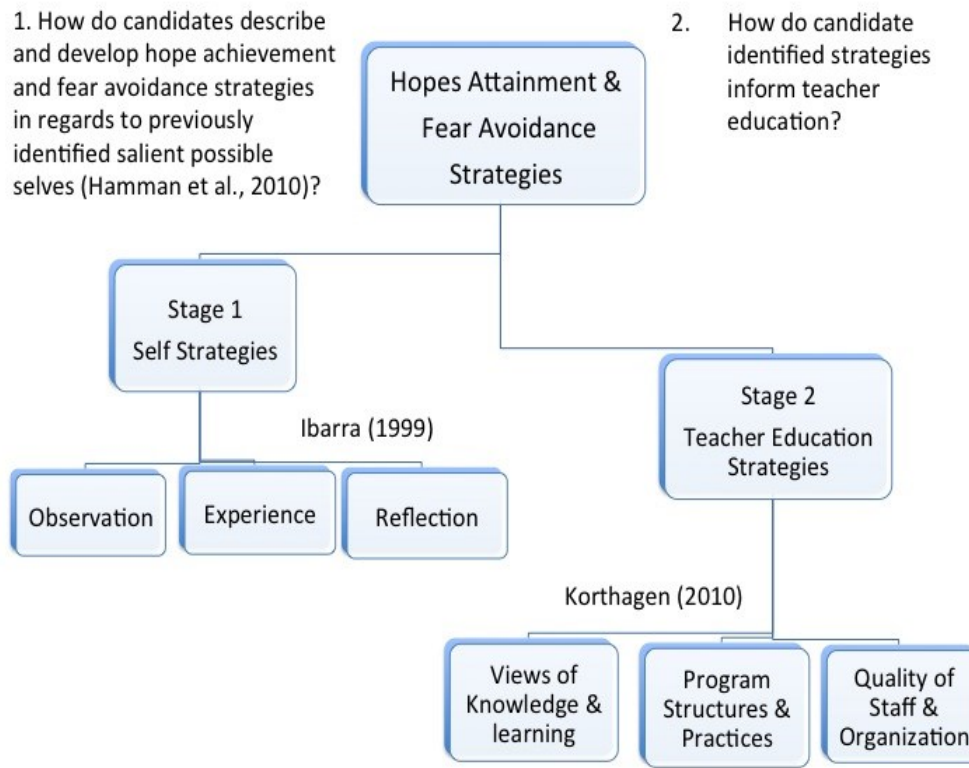 1. How do candidates describe
and develop hope achievement
and fear avoidance strategies
in regards to previously
identified salient possible
selves (Hamman et al., 2010)?
2. How do candidate
identified strategies
inform teacher
education?
Hopes Attainment &
Fear Avoidance
Strategies
Stage 1
Self Strategies
Ibarra (1999)
Observation
Experience
Reflection
Stage 2
Teacher Education
Strategies
Korthagen (2010)
Views of
Knowledge &
learning
Program
Structures &
Practices
Quality of
Staff &
Organization